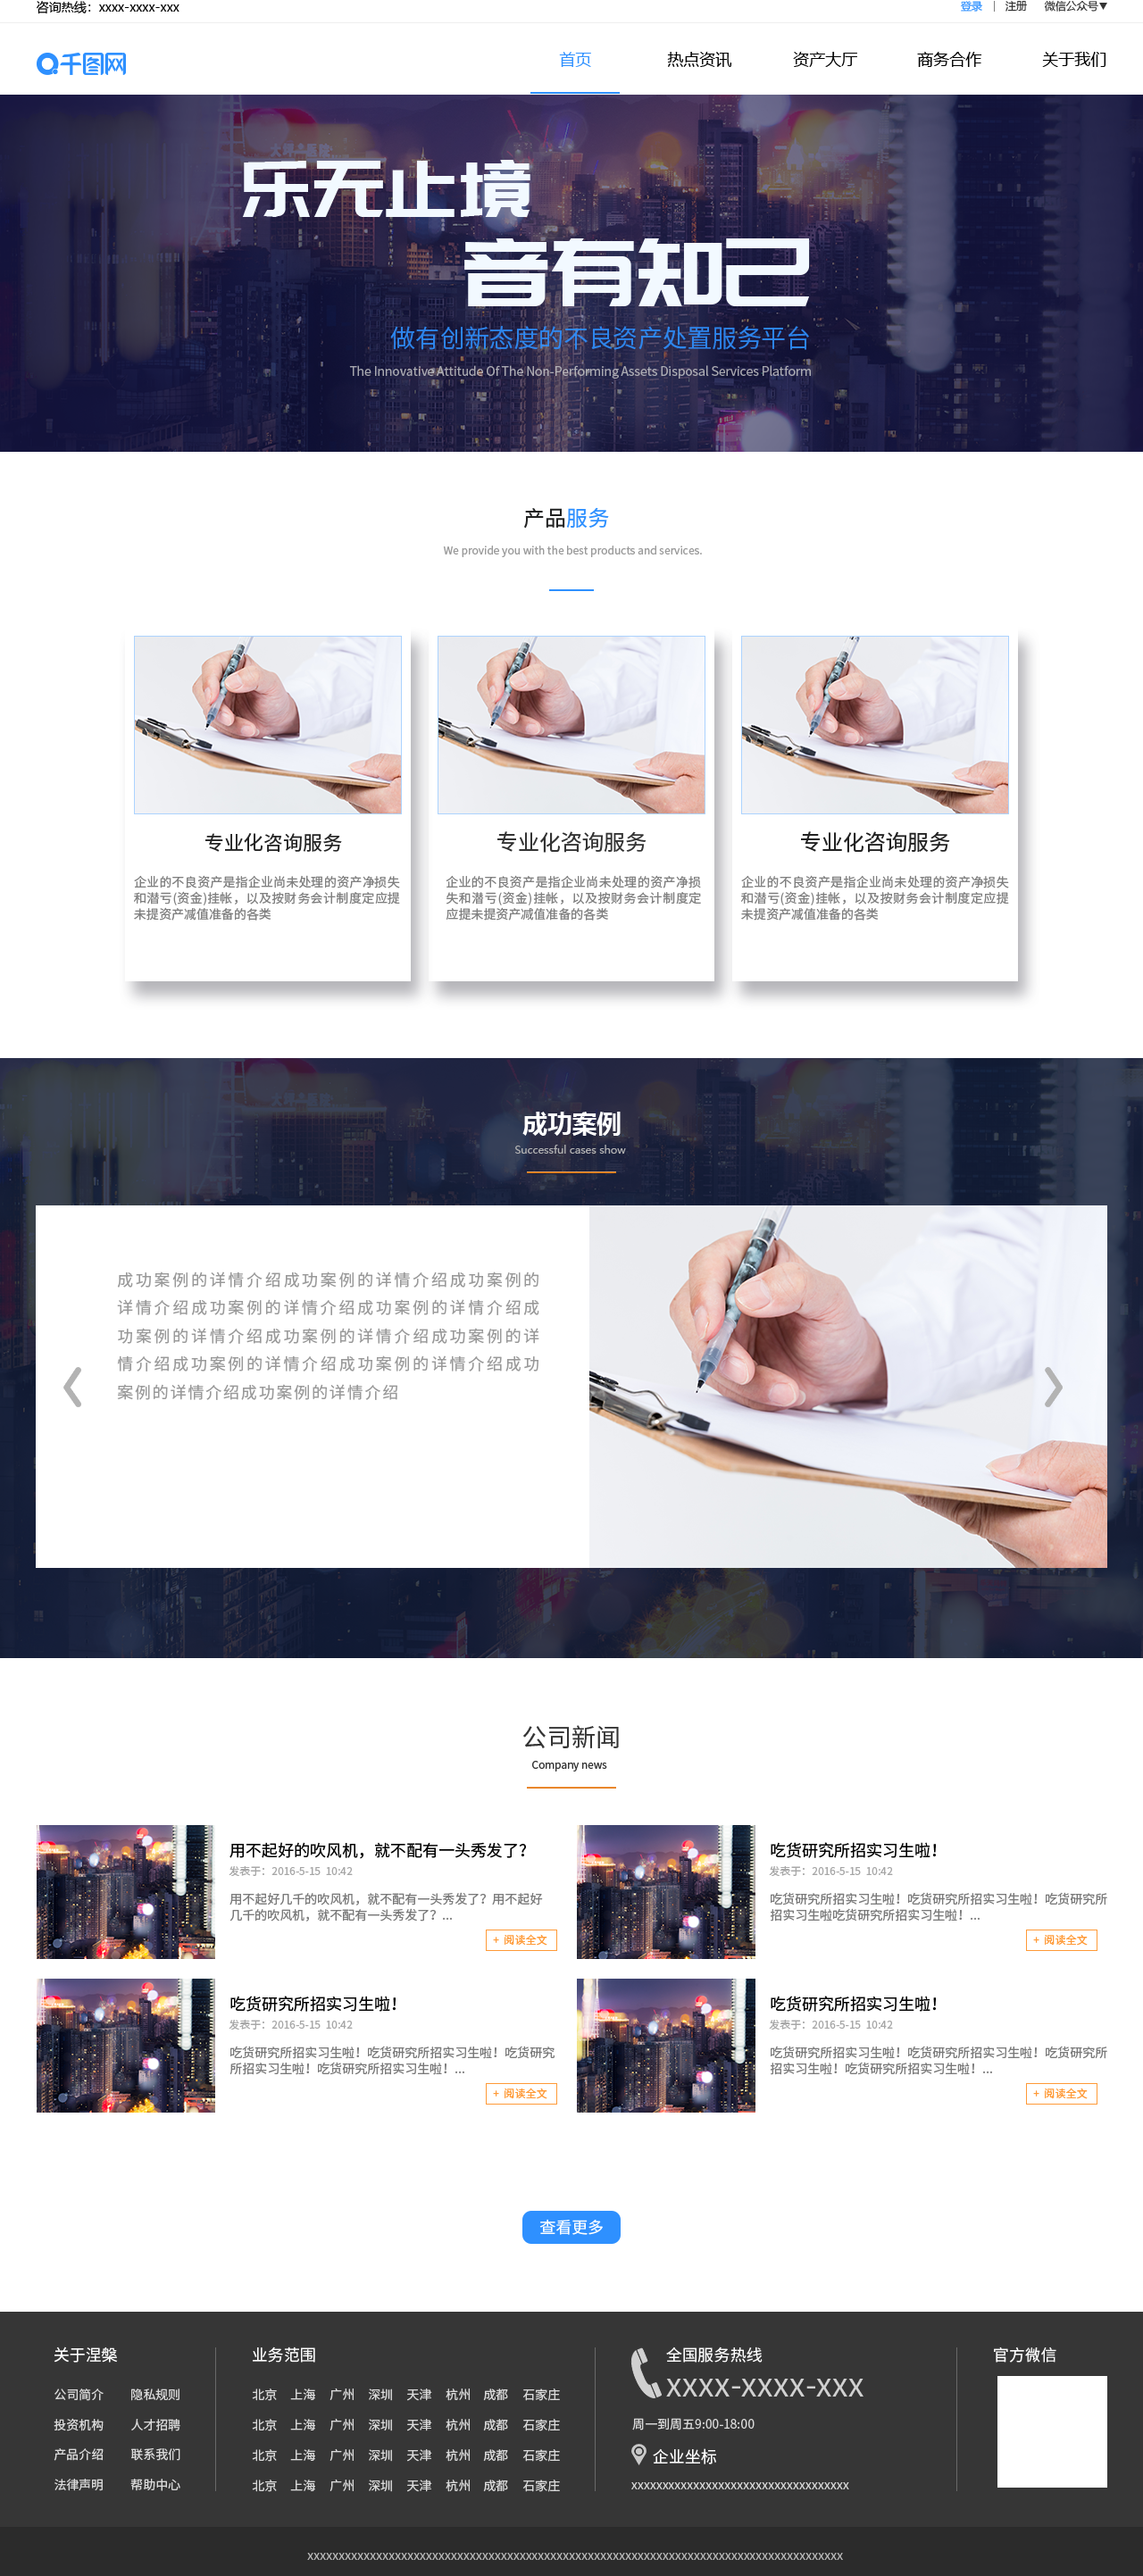 咨询热线：xxxx-xxxx-xxx
登录 | 注册 微信公众号▼
千图网
首页 热点资讯 资产大厅 商务合作 关于我们
乐无止境
音有知己
做有创新态度的不良资产处置服务平台
The Innovative Attitude Of The Non-Performing Assets Disposal Services Platform
产品服务
We provide you with the best products and services.
专业化咨询服务
企业的不良资产是指企业尚未处理的资产净损失
和潜亏(资金)挂帐，以及按财务会计制度应提
未提资产减值准备的各类
专业化咨询服务
企业的不良资产是指企业尚未处理的资产净损
失和潜亏(资金)挂帐，以及按财务会计制度定
应提未提资产减值准备的各类
专业化咨询服务
企业的不良资产是指企业尚未处理的资产净损失
和潜亏(资金)挂帐，以及按财务会计制度定应提
未提资产减值准备的各类
成功案例
Successful cases show
成功案例的详情介绍成功案例的详情介绍成功案例的
详情介绍成功案例的详情介绍成功案例的详情介绍成
功案例的详情介绍成功案例的详情介绍成功案例的详
情介绍成功案例的详情介绍成功案例的详情介绍成功
案例的详情介绍成功案例的详情介绍
公司新闻
Company news
用不起好的吹风机，就不配有一头秀发了？
发表于：2016-5-15 10:42
用不起好几千的吹风机，就不配有一头秀发了？用不起好
几千的吹风机，就不配有一头秀发了？...
+ 阅读全文
吃货研究所招实习生啦！
发表于：2016-5-15 10:42
吃货研究所招实习生啦！吃货研究所招实习生啦！吃货研究所
招实习生啦吃货研究所招实习生啦！...
+ 阅读全文
吃货研究所招实习生啦！
发表于：2016-5-15 10:42
吃货研究所招实习生啦！吃货研究所招实习生啦！吃货研究
所招实习生啦！吃货研究所招实习生啦！...
+ 阅读全文
吃货研究所招实习生啦！
发表于：2016-5-15 10:42
吃货研究所招实习生啦！吃货研究所招实习生啦！吃货研究所
招实习生啦！吃货研究所招实习生啦！...
+ 阅读全文
查看更多
关于涅槃
公司简介 隐私规则
投资机构 人才招聘
产品介绍 联系我们
法律声明 帮助中心
业务范围
北京 上海 广州 深圳 天津 杭州 成都 石家庄
北京 上海 广州 深圳 天津 杭州 成都 石家庄
北京 上海 广州 深圳 天津 杭州 成都 石家庄
北京 上海 广州 深圳 天津 杭州 成都 石家庄
全国服务热线
XXXX-XXXX-XXX
周一到周五9:00-18:00
企业坐标
xxxxxxxxxxxxxxxxxxxxxxxxxxxxxxxxxxx
官方微信
xxxxxxxxxxxxxxxxxxxxxxxxxxxxxxxxxxxxxxxxxxxxxxxxxxxxxxxxxxxxxxxxxxxxxxxxxxxxxxxxxxxxxx